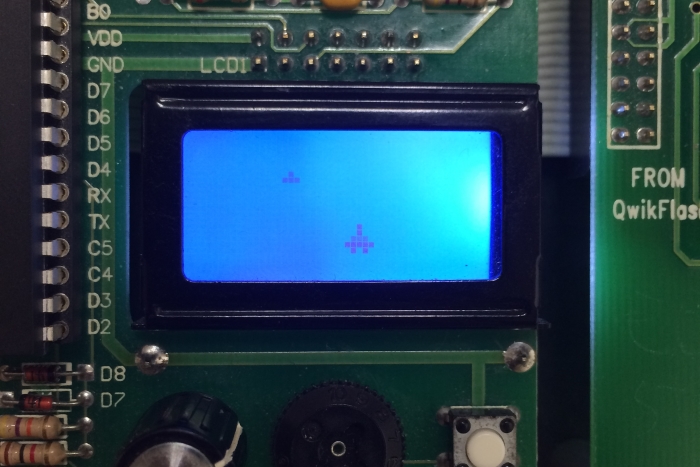 B0
VDD
GND LCD1
D7
D6
D5
D4
RX
TX
C5
C4
D3
D2
D8
D7
FROM
QwikFlas